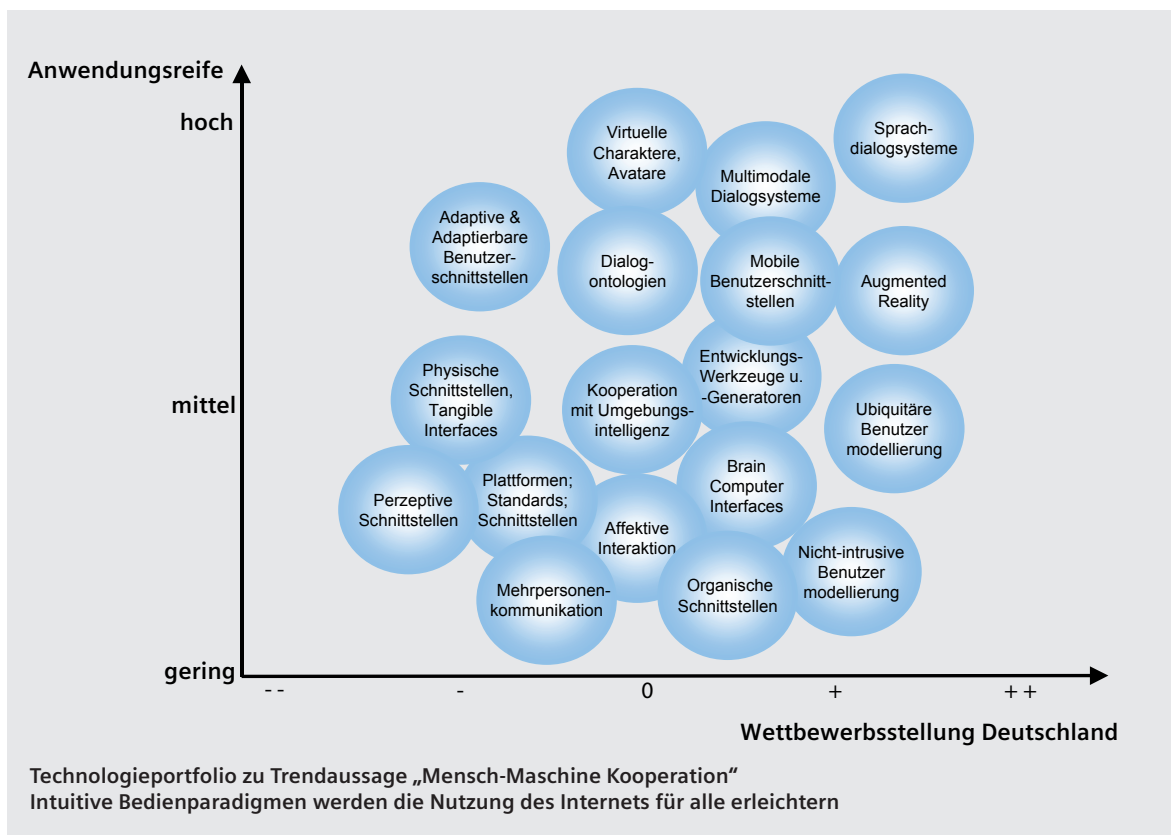 Anwendungsreife
hoch
mittel
gering
Virtuelle
Charaktere,
Avatare
Multimodale
Dialogsysteme
Sprach-
dialogsysteme
Adaptive &
Adaptierbare
Benutzer-
schnittstellen
Dialog-
ontologien
Mobile
Benutzerschnitt-
stellen
Augmented
Reality
Physische
Schnittstellen,
Tangible
Interfaces
Kooperation
mit Umgebungs-
intelligenz
Entwicklungs-
Werkzeuge u.
-Generatoren
Ubiquitäre
Benutzer
modellierung
Perzeptive
Schnittstellen
Plattformen;
Standards;
Schnittstellen
Affektive
Interaktion
Brain
Computer
Interfaces
Nicht-intrusive
Benutzer
modellierung
Mehrpersonen-
kommunikation
Organische
Schnittstellen
-- - 0 + ++
Wettbewerbsstellung Deutschland
Technologieportfolio zu Trendaussage „Mensch-Maschine Kooperation“
Intuitive Bedienparadigmen werden die Nutzung des Internets für alle erleichtern